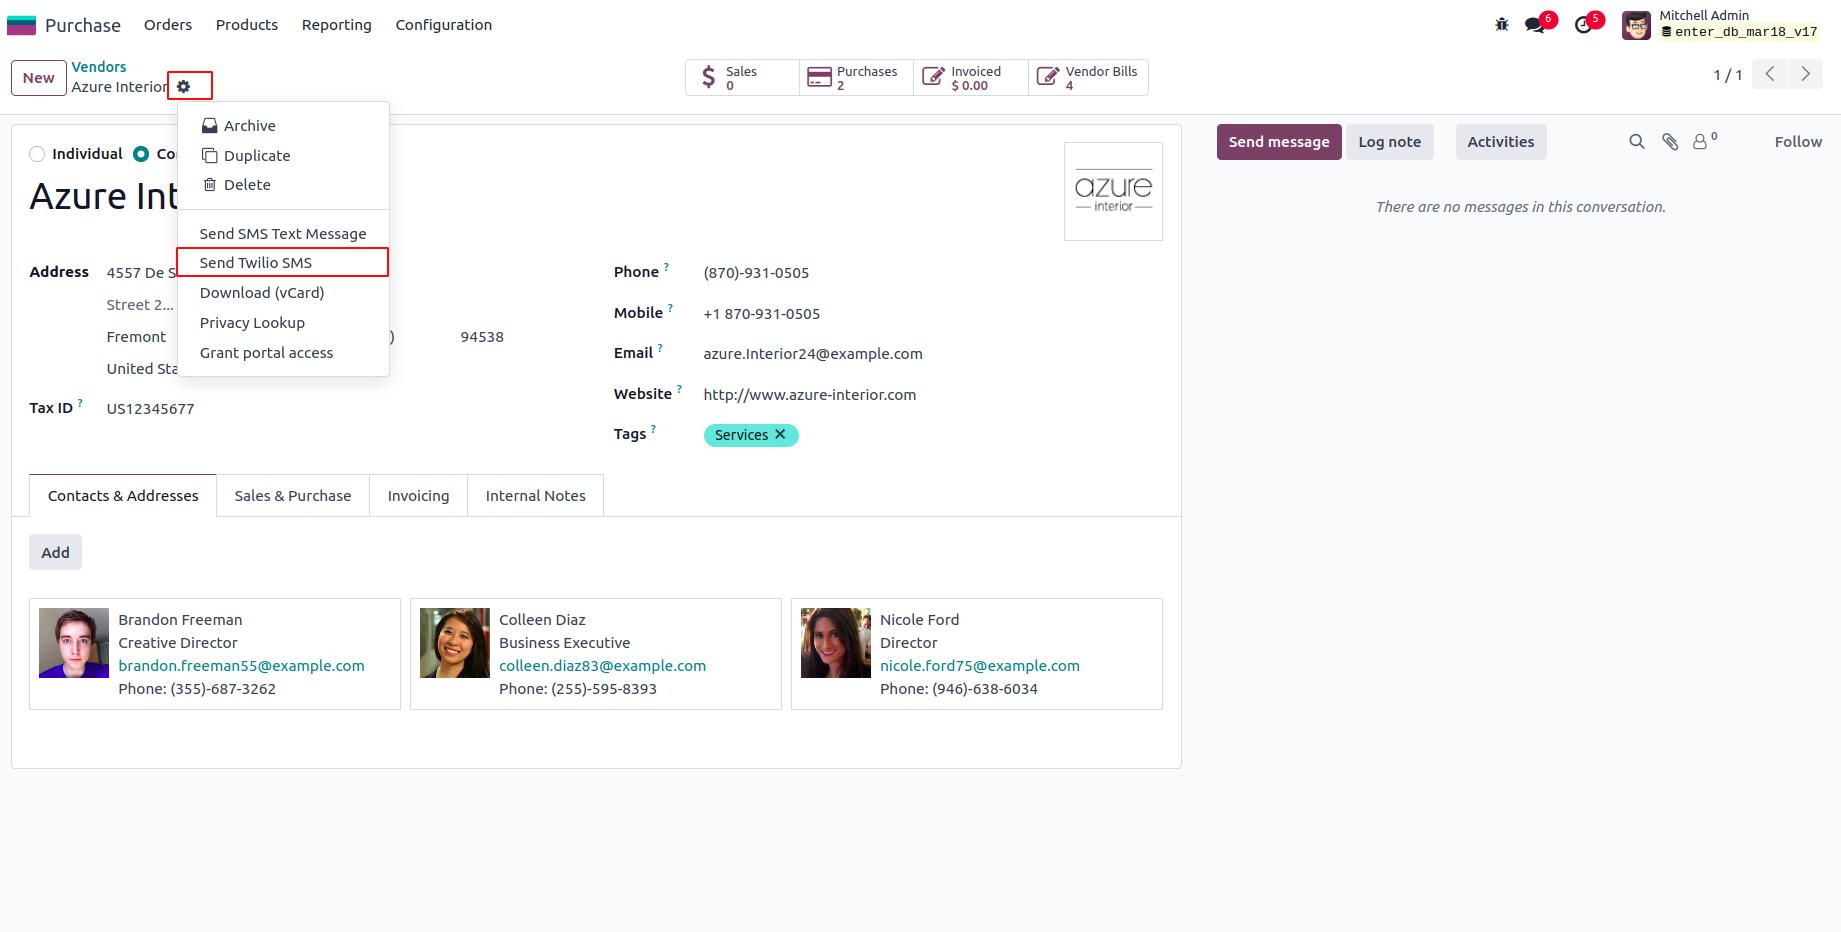 Purchase Orders Products Reporting Configuration 6 5 Mitchell Admin
enter_db_mar18_v17
New Vendors
Azure Interior
Sales 0
Purchases 2
Invoiced $ 0.00
Vendor Bills 4
1 / 1
Archive
Duplicate
Delete
Send SMS Text Message
Send Twilio SMS
Download (vCard)
Privacy Lookup
Grant portal access
Individual Co
Azure Int
azure
interior
Address 4557 De S
Street 2...
Fremont ) 94538
United Sta
Tax ID ? US12345677
Phone ? (870)-931-0505
Mobile ? +1 870-931-0505
Email ? azure.Interior24@example.com
Website ? http://www.azure-interior.com
Tags ? Services ✕
Contacts & Addresses Sales & Purchase Invoicing Internal Notes
Add
Brandon Freeman
Creative Director
brandon.freeman55@example.com
Phone: (355)-687-3262
Colleen Diaz
Business Executive
colleen.diaz83@example.com
Phone: (255)-595-8393
Nicole Ford
Director
nicole.ford75@example.com
Phone: (946)-638-6034
Send message Log note Activities 0 Follow
There are no messages in this conversation.